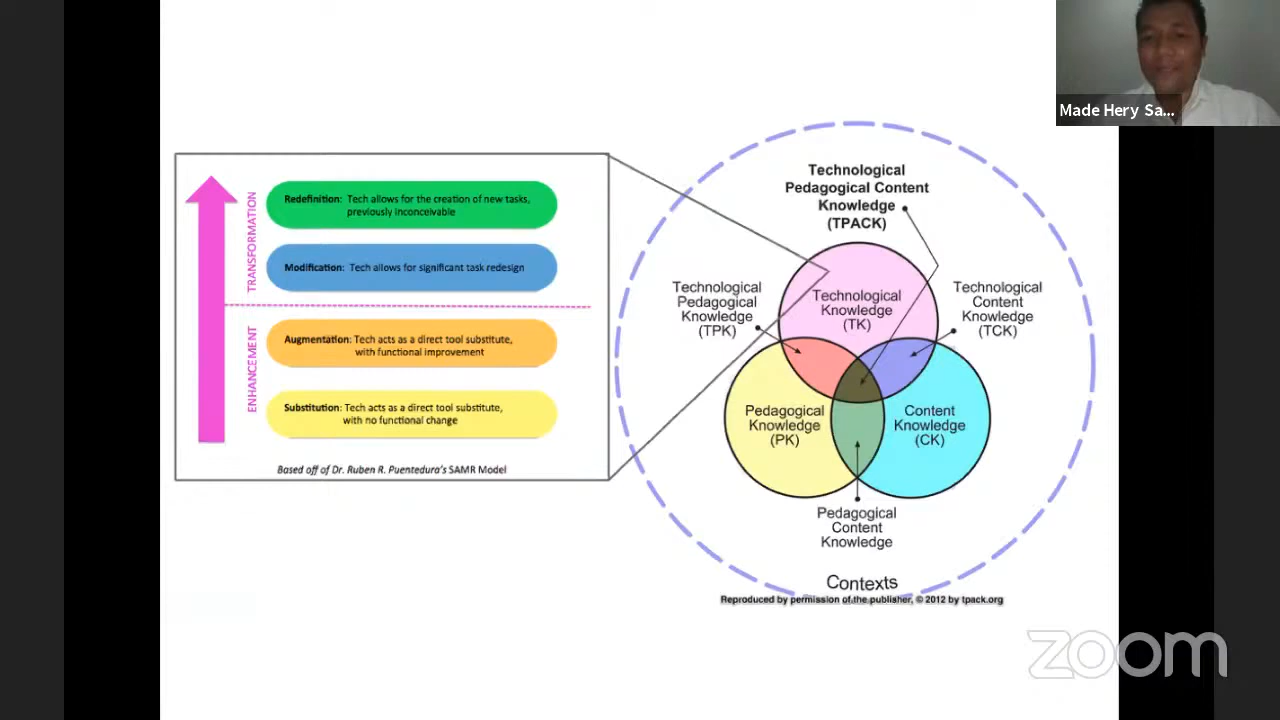 Made Hery Sa...
TRANSFORMATION
Redefinition: Tech allows for the creation of new tasks,
previously inconceivable
Modification: Tech allows for significant task redesign
ENHANCEMENT
Augmentation: Tech acts as a direct tool substitute,
with functional improvement
Substitution: Tech acts as a direct tool substitute,
with no functional change
Based off of Dr. Ruben R. Puentedura's SAMR Model
Technological
Pedagogical Content
Knowledge
(TPACK)
Technological
Pedagogical
Knowledge
(TPK)
Technological
Knowledge
(TK)
Technological
Content
Knowledge
(TCK)
Pedagogical
Knowledge
(PK)
Content
Knowledge
(CK)
Pedagogical
Content
Knowledge
Contexts
Reproduced by permission of the publisher, © 2012 by tpack.org
zoom